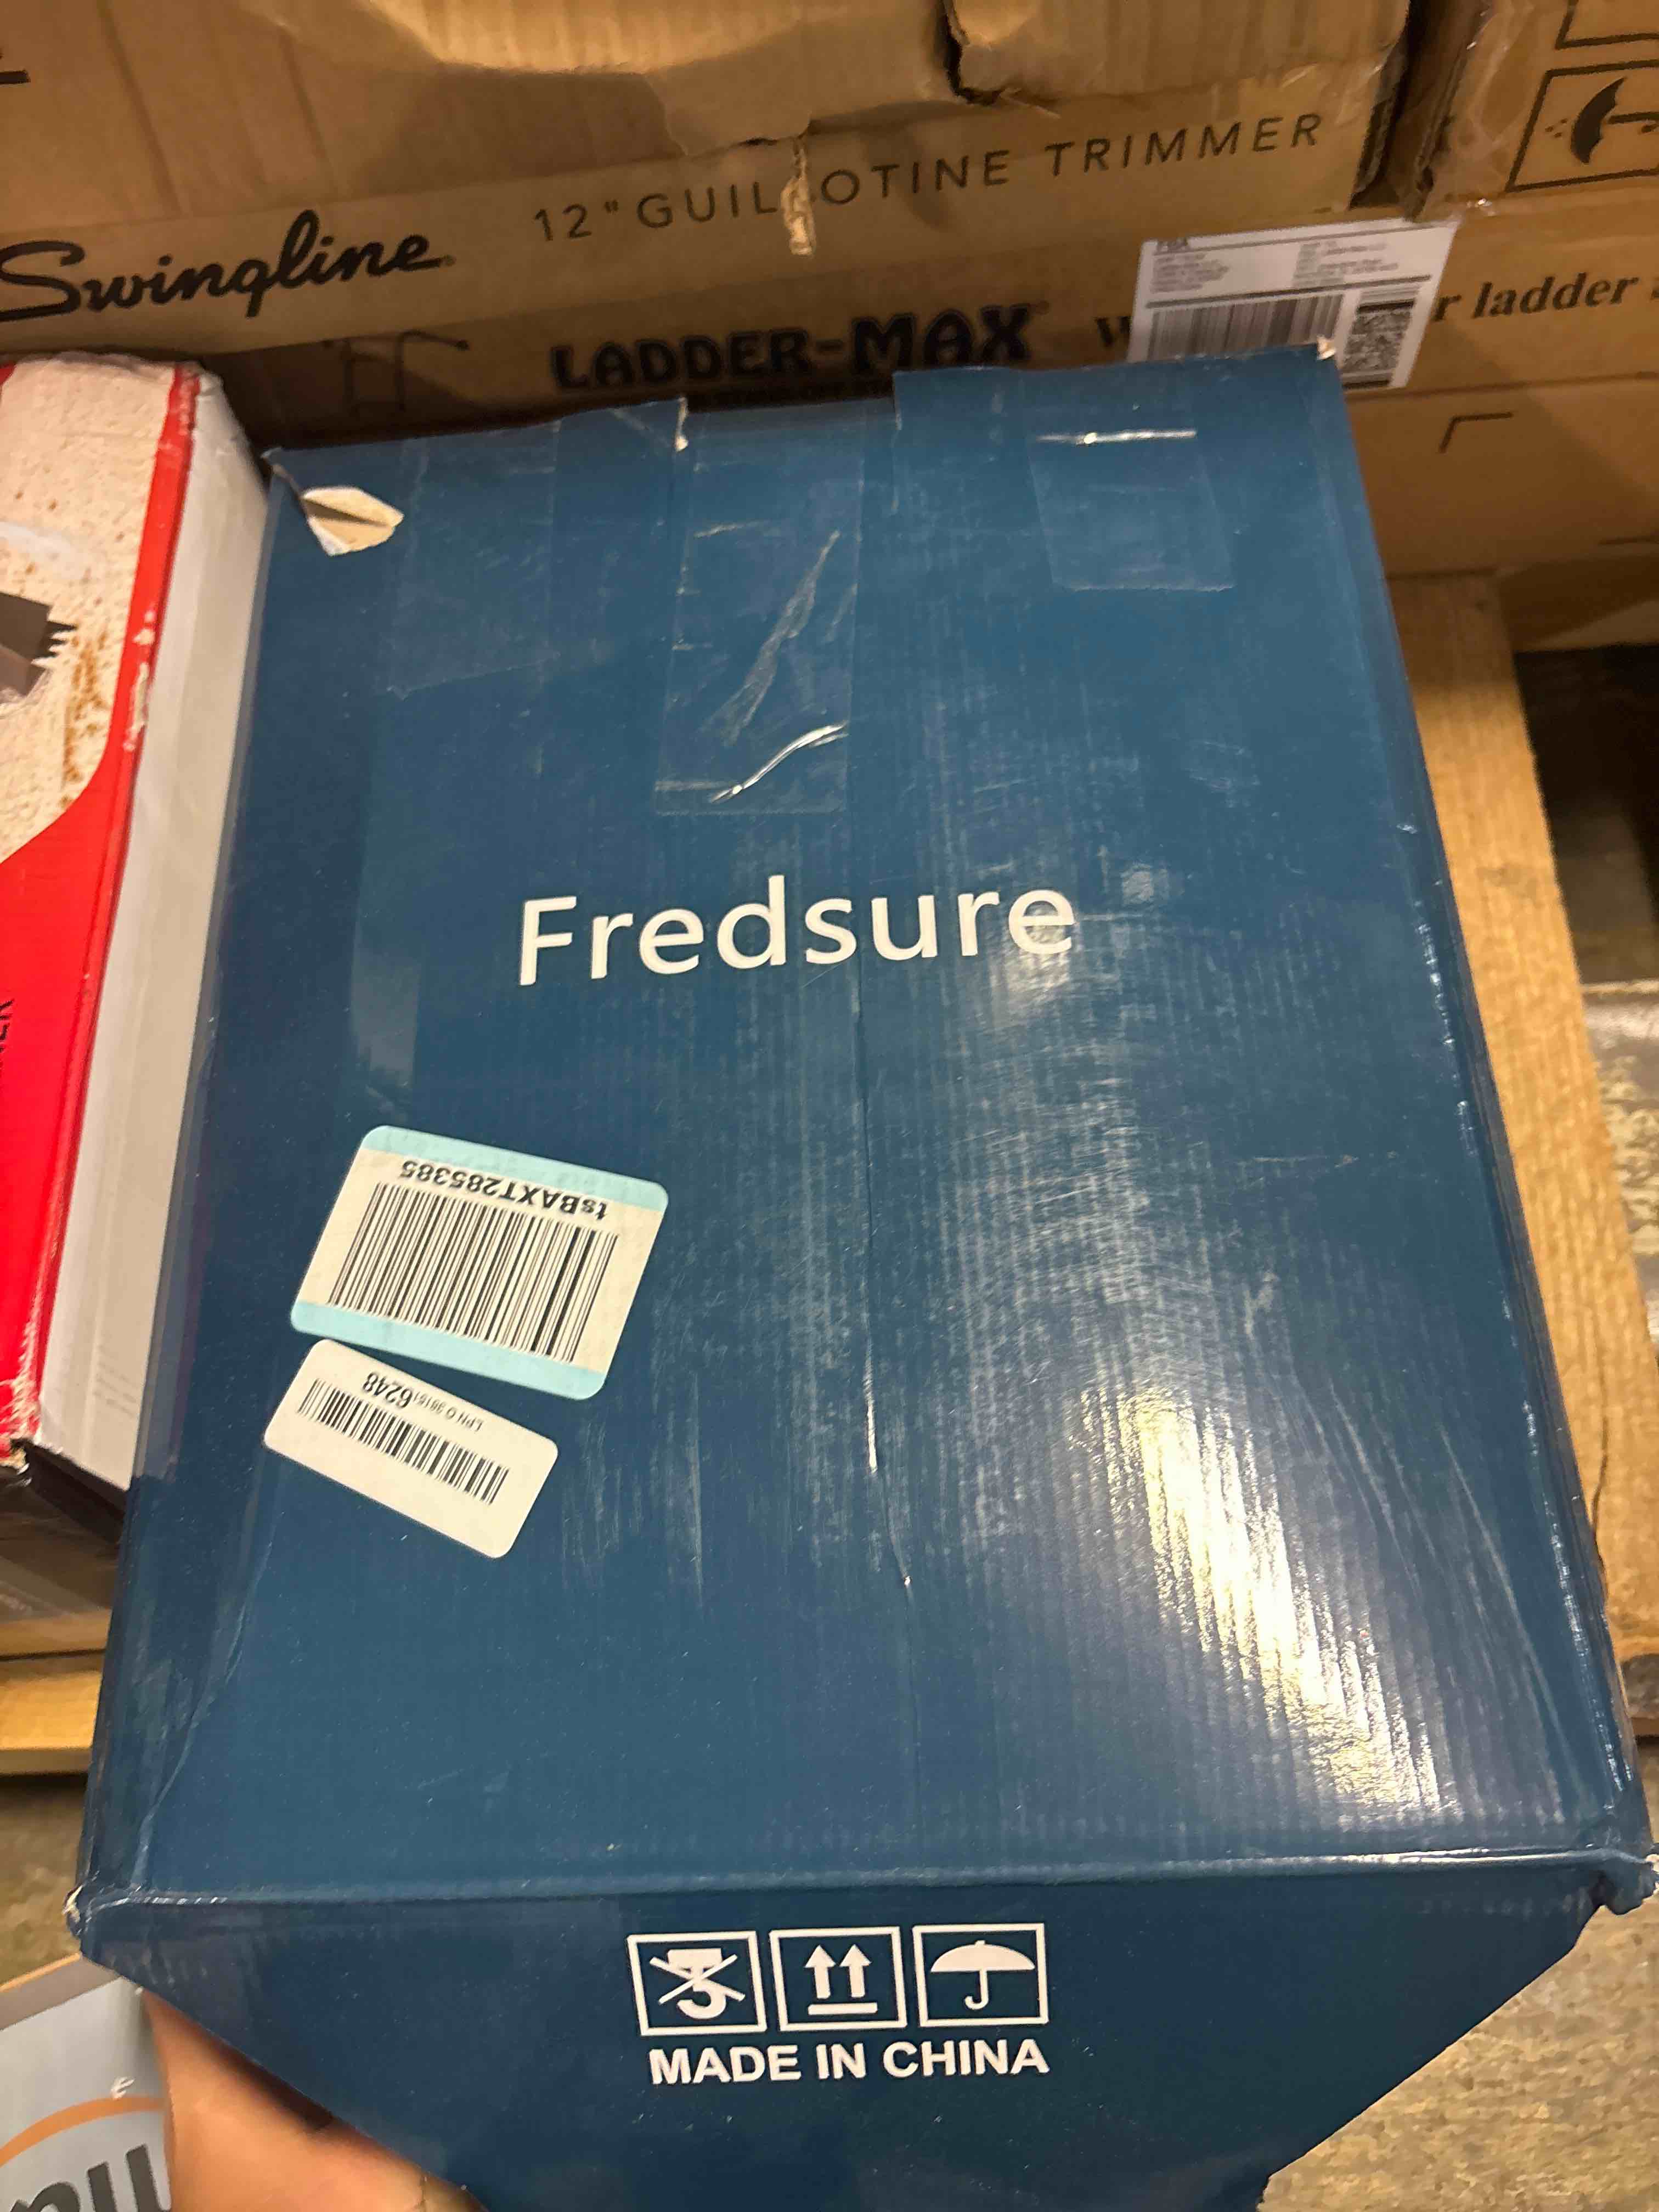 Swingline
12" GUILLOTINE TRIMMER
LADDER-MAX
r ladder
Fredsure
tsBAXT285385
6248
MADE IN CHINA